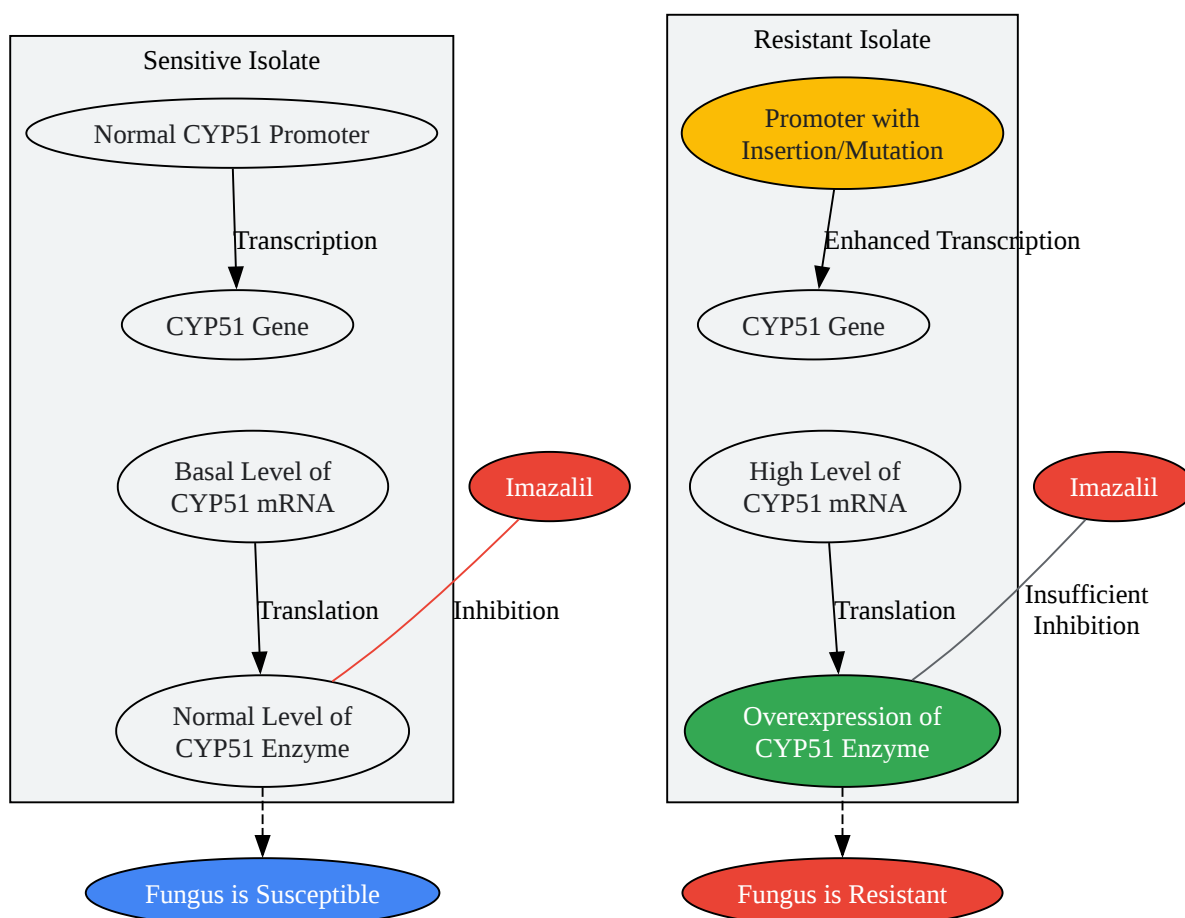 Sensitive Isolate
Normal CYP51 Promoter
Transcription
CYP51 Gene
Basal Level of
CYP51 mRNA
Imazalil
Translation
Inhibition
Normal Level of
CYP51 Enzyme
Fungus is Susceptible
Resistant Isolate
Promoter with
Insertion/Mutation
Enhanced Transcription
CYP51 Gene
High Level of
CYP51 mRNA
Imazalil
Translation
Insufficient
Inhibition
Overexpression of
CYP51 Enzyme
Fungus is Resistant